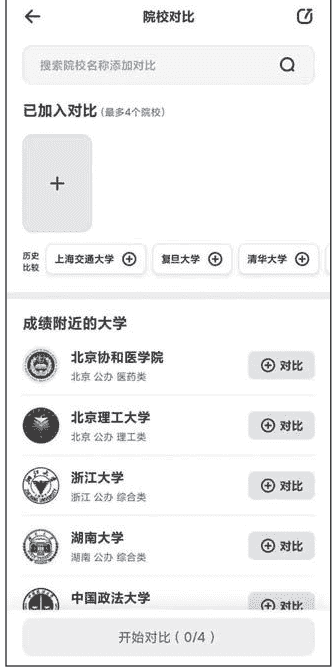 院校对比
搜索院校名称添加对比
已加入对比(最多4个院校)
+
历史比较
上海交通大学
复旦大学
清华大学
成绩附近的大学
北京协和医学院
北京 公办 医药类
对比
北京理工大学
北京 公办 理工类
对比
浙江大学
浙江 公办 综合类
对比
湖南大学
湖南 公办 综合类
对比
中国政法大学
对比
开始对比(0/4)